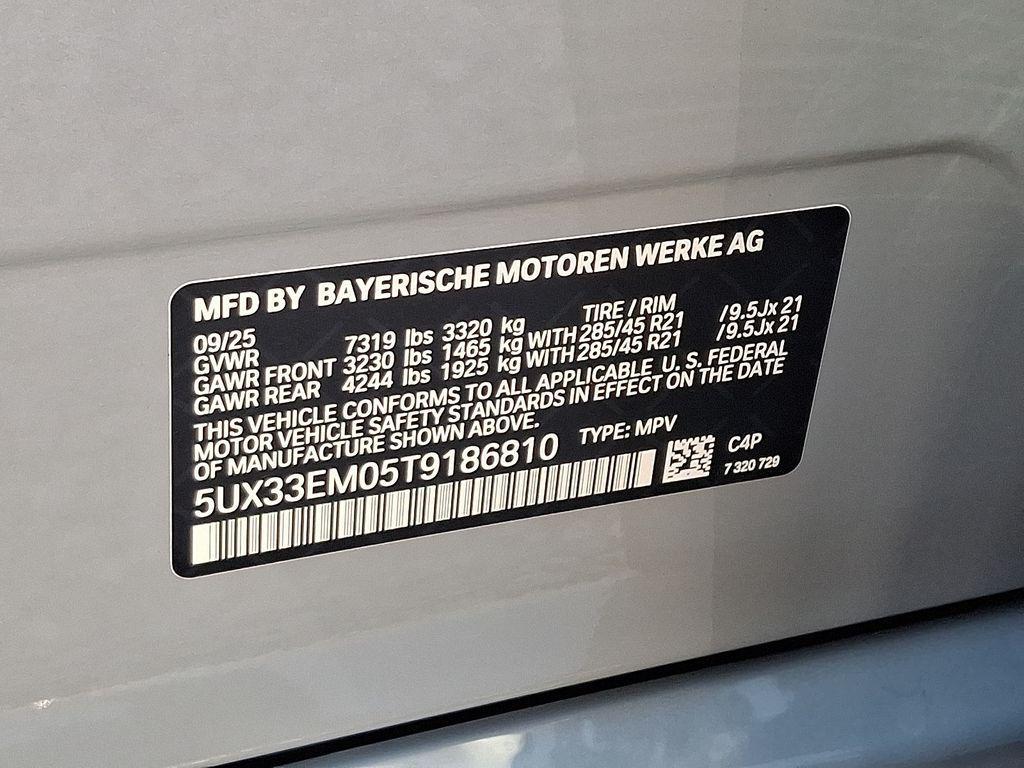 MFD BY BAYERISCHE MOTOREN WERKE AG
09/25 TIRE / RIM
GVWR 7319 lbs 3320 kg
GAWR FRONT 3230 lbs 1465 kg WITH 285/45 R21 /9.5Jx 21
GAWR REAR 4244 lbs 1925 kg WITH 285/45 R21 /9.5Jx 21
THIS VEHICLE CONFORMS TO ALL APPLICABLE U. S. FEDERAL
MOTOR VEHICLE SAFETY STANDARDS IN EFFECT ON THE DATE
OF MANUFACTURE SHOWN ABOVE.
TYPE: MPV
5UX33EM05T9186810
C4P
7 320 729